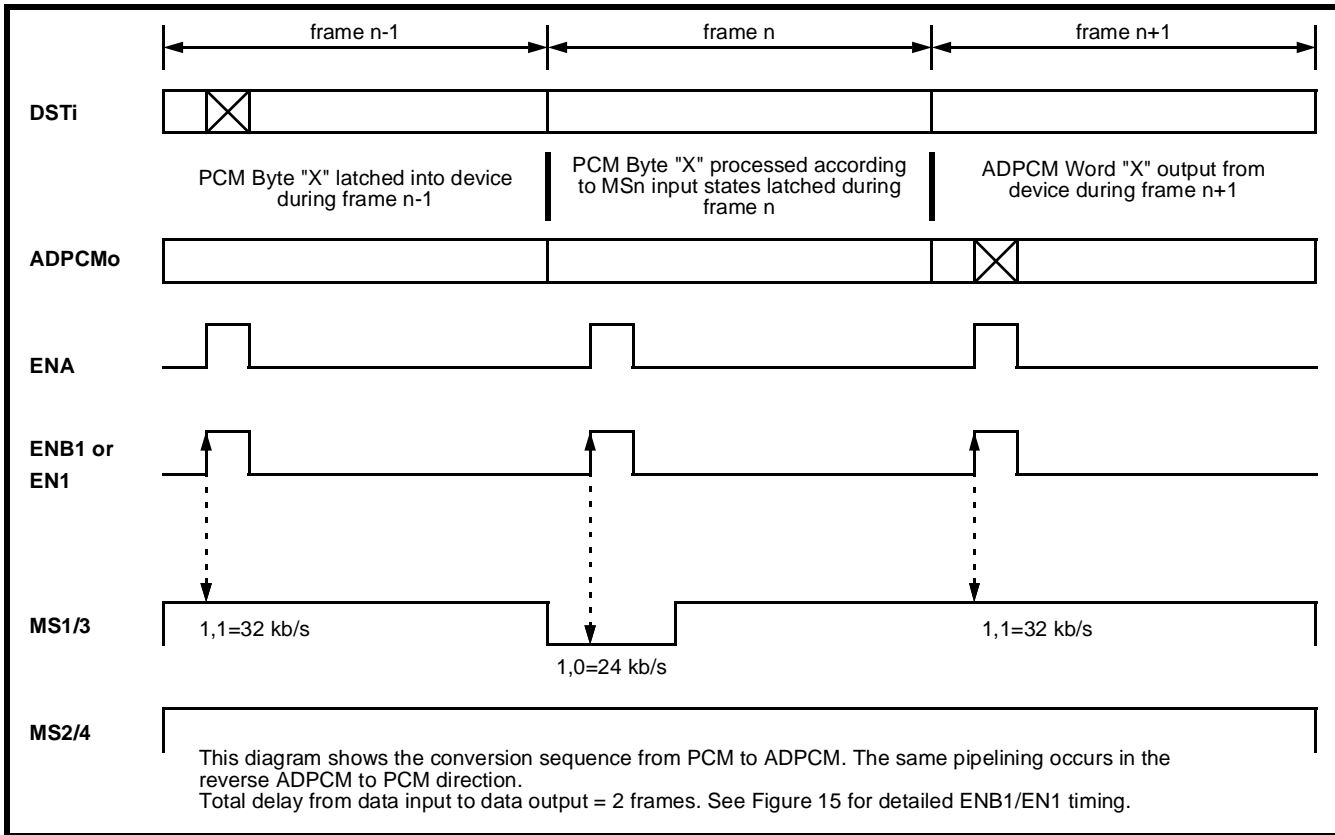 frame n-1
frame n
frame n+1
DSTi
PCM Byte "X" latched into device
during frame n-1
PCM Byte "X" processed according
to MSn input states latched during
frame n
ADPCM Word "X" output from
device during frame n+1
ADPCMo
ENA
ENB1 or
EN1
MS1/3
1,1=32 kb/s
1,0=24 kb/s
1,1=32 kb/s
MS2/4
This diagram shows the conversion sequence from PCM to ADPCM. The same pipelining occurs in the
reverse ADPCM to PCM direction.
Total delay from data input to data output = 2 frames. See Figure 15 for detailed ENB1/EN1 timing.